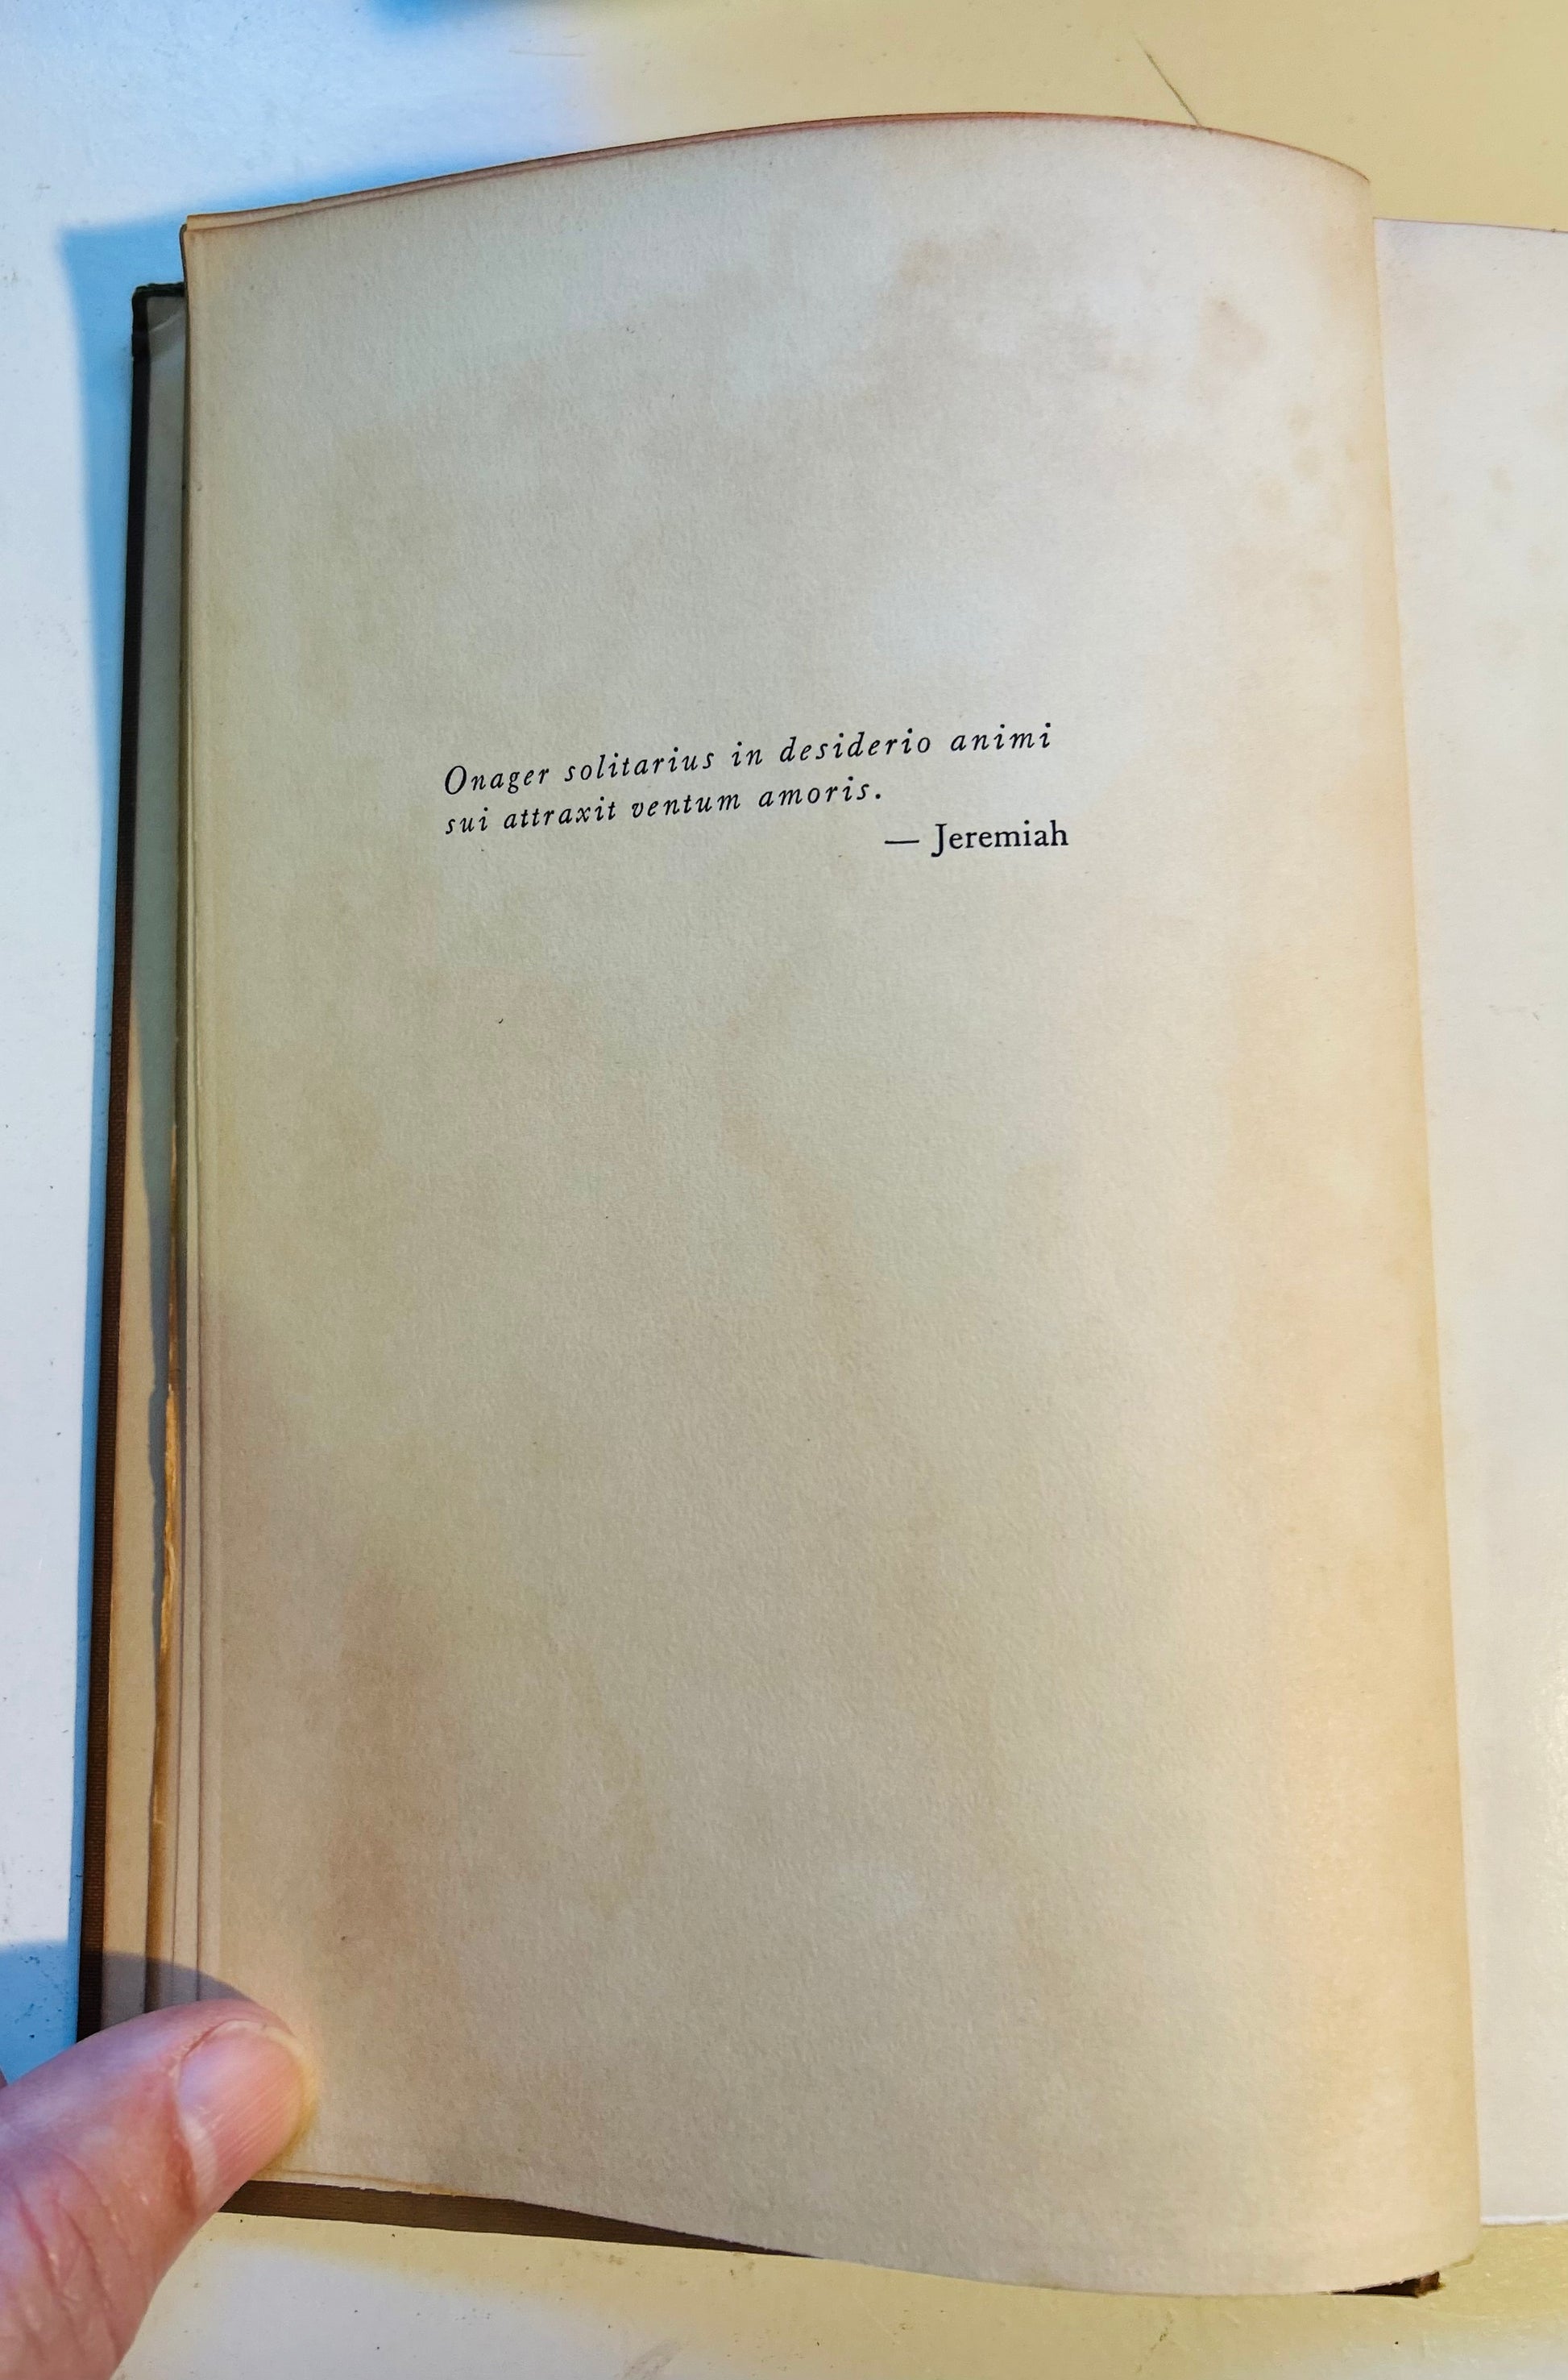 Onager solitarius in desiderio animi
sui attraxit ventum amoris.
— Jeremiah